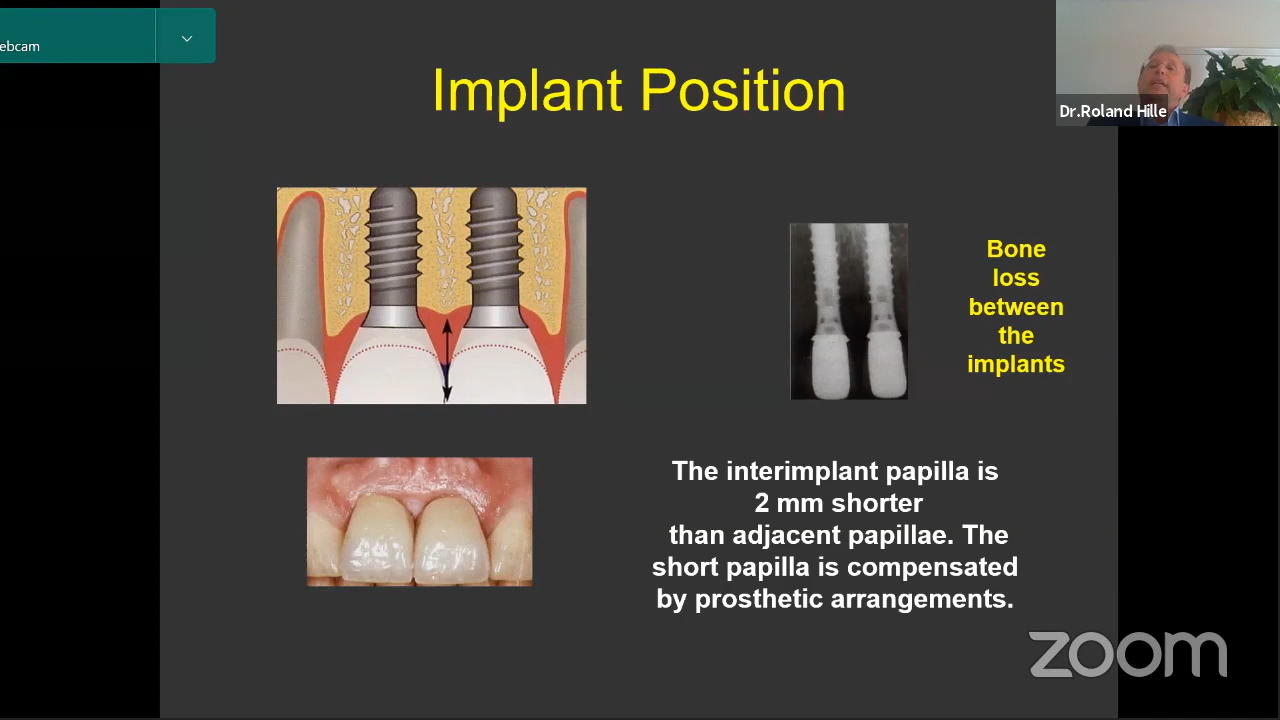 ebcam
Implant Position
Dr.Roland Hille
Bone
loss
between
the
implants
The interimplant papilla is
2 mm shorter
than adjacent papillae. The
short papilla is compensated
by prosthetic arrangements.
zoom